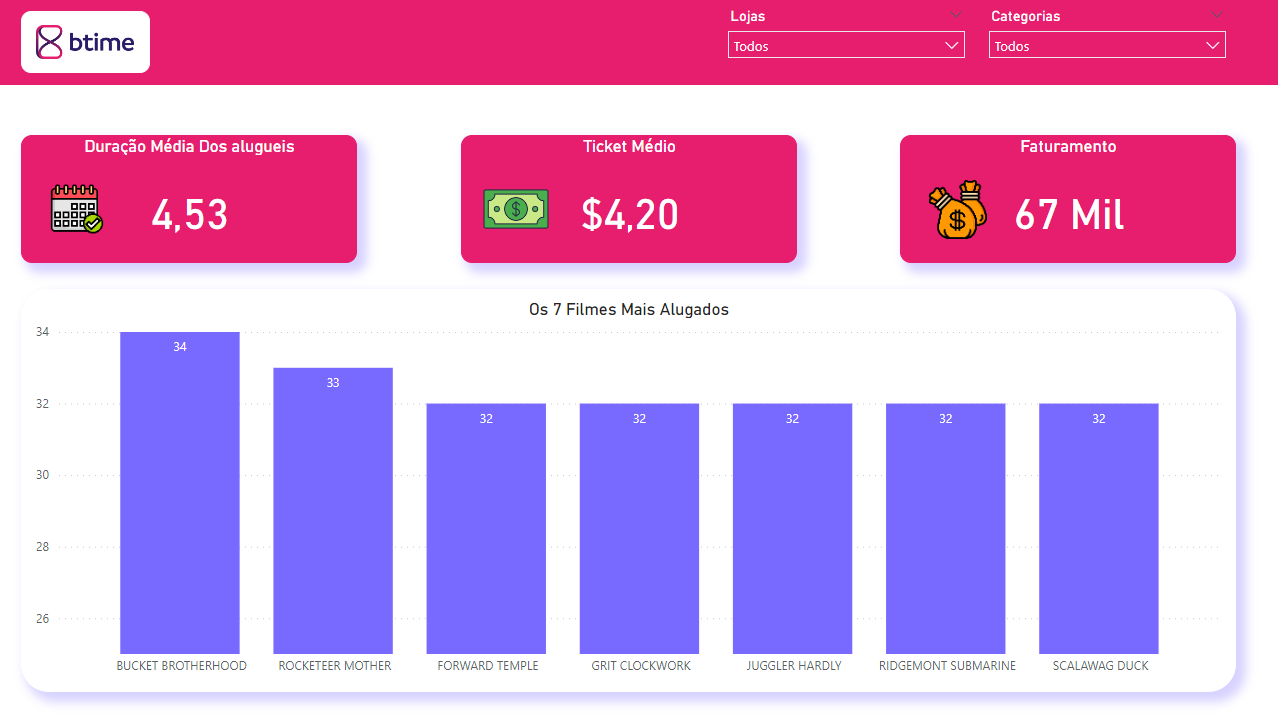 btime
Lojas
Todos
Categorias
Todos
Duração Média Dos alugueis
4,53
Ticket Médio
$4,20
Faturamento
67 Mil
Os 7 Filmes Mais Alugados
34
32
30
28
26
34
33
32
32
32
32
32
BUCKET BROTHERHOOD
ROCKETEER MOTHER
FORWARD TEMPLE
GRIT CLOCKWORK
JUGGLER HARDLY
RIDGEMONT SUBMARINE
SCALAWAG DUCK